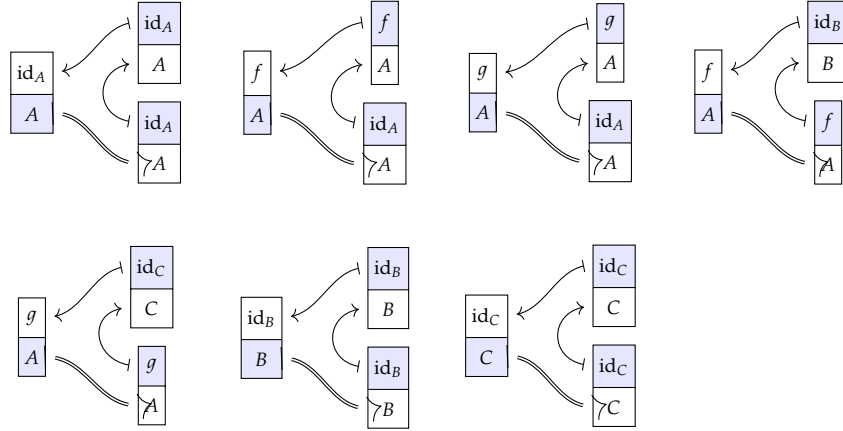 id_A id_A A A id_A A
f f A A id_A A
g g A A id_A A
f id_B B A f A
g id_C C A g A
id_B id_B B B id_B B
id_C id_C C C id_C C